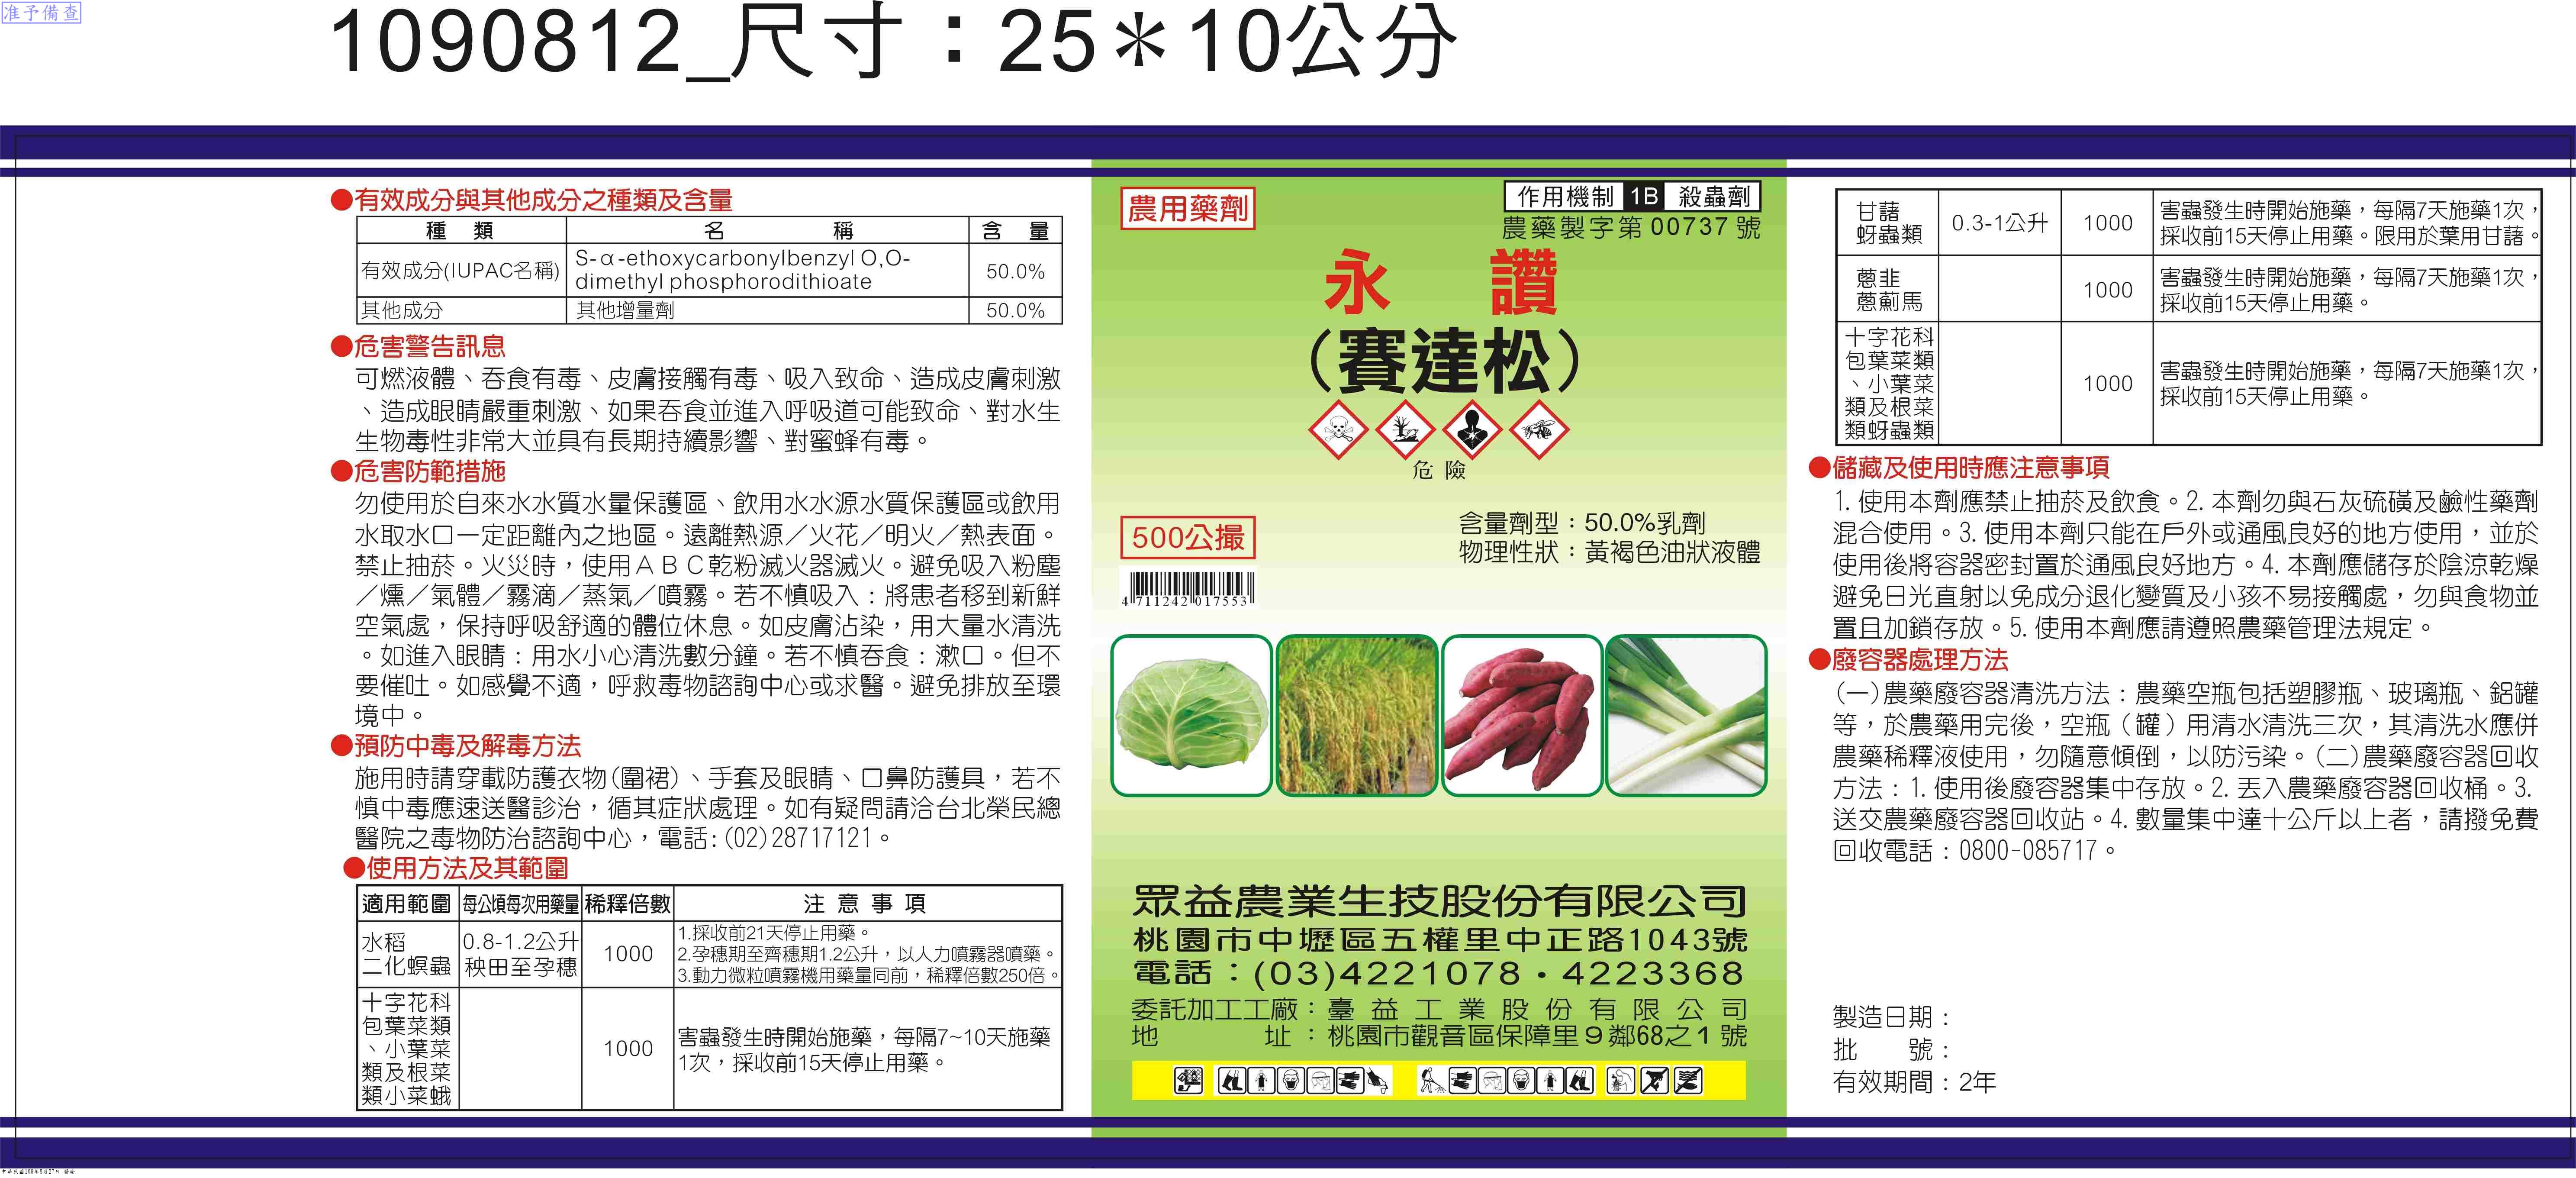 准予備查
1090812_尺寸：25＊10公分
●有效成分與其他成分之種類及含量
種 類 名 稱 含 量
有效成分(IUPAC名稱) S-α-ethoxycarbonylbenzyl O,O-
dimethyl phosphorodithioate 50.0%
其他成分 其他增量劑 50.0%
●危害警告訊息
可燃液體、吞食有毒、皮膚接觸有毒、吸入致命、造成皮膚刺激
、造成眼睛嚴重刺激、如果吞食並進入呼吸道可能致命、對水生
生物毒性非常大並具有長期持續影響、對蜜蜂有毒。
●危害防範措施
勿使用於自來水水質水量保護區、飲用水水源水質保護區或飲用
水取水口一定距離內之地區。遠離熱源／火花／明火／熱表面。
禁止抽菸。火災時，使用ＡＢＣ乾粉滅火器滅火。避免吸入粉塵
／燻／氣體／霧滴／蒸氣／噴霧。若不慎吸入：將患者移到新鮮
空氣處，保持呼吸舒適的體位休息。如皮膚沾染，用大量水清洗
。如進入眼睛：用水小心清洗數分鐘。若不慎吞食：漱口。但不
要催吐。如感覺不適，呼救毒物諮詢中心或求醫。避免排放至環
境中。
●預防中毒及解毒方法
施用時請穿載防護衣物(圍裙)、手套及眼睛、口鼻防護具，若不
慎中毒應速送醫診治，循其症狀處理。如有疑問請洽台北榮民總
醫院之毒物防治諮詢中心，電話:(02)28717121。
●使用方法及其範圍
適用範圍 每公頃每次用藥量 稀釋倍數 注意事項
水稻
二化螟蟲
0.8-1.2公升
秧田至孕穗
1000
1.採收前21天停止用藥。
2.孕穗期至齊穗期1.2公升，以人力噴霧器噴藥。
3.動力微粒噴霧機用藥量同前，稀釋倍數250倍。
十字花科
包葉菜類
、小葉菜
類及根菜
類小菜蛾
1000
害蟲發生時開始施藥，每隔7~10天施藥
1次，採收前15天停止用藥。
農用藥劑
作用機制 1B 殺蟲劑
農藥製字第00737號
永 讚
(賽達松)
危險
500公撮
含量劑型：50.0%乳劑
物理性狀：黃褐色油狀液體
4 711242 017553
眾益農業生技股份有限公司
桃園市中壢區五權里中正路1043號
電話：(03)4221078・4223368
委託加工工廠：臺益工業股份有限公司
地 址：桃園市觀音區保障里９鄰68之１號
甘藷
蚜蟲類
0.3-1公升
1000
害蟲發生時開始施藥，每隔7天施藥1次，
採收前15天停止用藥。限用於葉用甘藷。
蔥韭
蔥薊馬
1000
害蟲發生時開始施藥，每隔7天施藥1次，
採收前15天停止用藥。
十字花科
包葉菜類
、小葉菜
類及根菜
類蚜蟲類
1000
害蟲發生時開始施藥，每隔7天施藥1次，
採收前15天停止用藥。
●儲藏及使用時應注意事項
1.使用本劑應禁止抽菸及飲食。2.本劑勿與石灰硫磺及鹼性藥劑
混合使用。3.使用本劑只能在戶外或通風良好的地方使用，並於
使用後將容器密封置於通風良好地方。4.本劑應儲存於陰涼乾燥
避免日光直射以免成分退化變質及小孩不易接觸處，勿與食物並
置且加鎖存放。5.使用本劑應請遵照農藥管理法規定。
●廢容器處理方法
(一)農藥廢容器清洗方法：農藥空瓶包括塑膠瓶、玻璃瓶、鋁罐
等，於農藥用完後，空瓶（罐）用清水清洗三次，其清洗水應併
農藥稀釋液使用，勿隨意傾倒，以防污染。(二)農藥廢容器回收
方法：1.使用後廢容器集中存放。2.丟入農藥廢容器回收桶。3.
送交農藥廢容器回收站。4.數量集中達十公斤以上者，請撥免費
回收電話：0800-085717。
製造日期：
批 號：
有效期間：2年